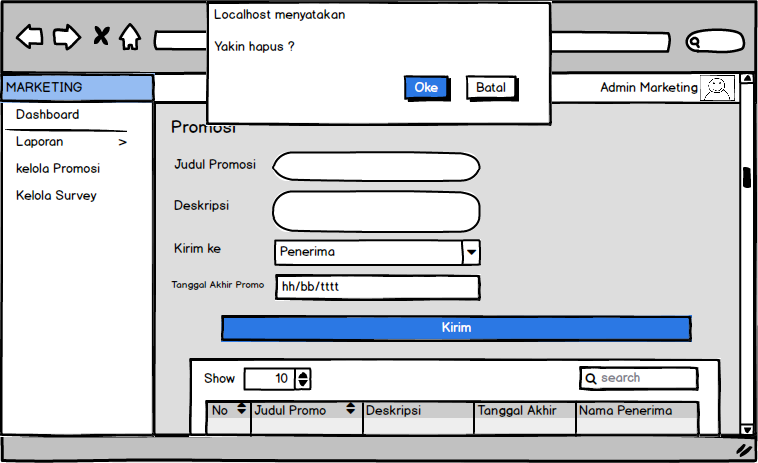 Localhost menyatakan
Yakin hapus ?
Oke
Batal
MARKETING
Admin Marketing
Dashboard
Laporan >
kelola Promosi
Kelola Survey
Promosi
Judul Promosi
Deskripsi
Kirim ke
Penerima
Tanggal Akhir Promo
hh/bb/tttt
Kirim
Show 10
search
No Judul Promo Deskripsi Tanggal Akhir Nama Penerima